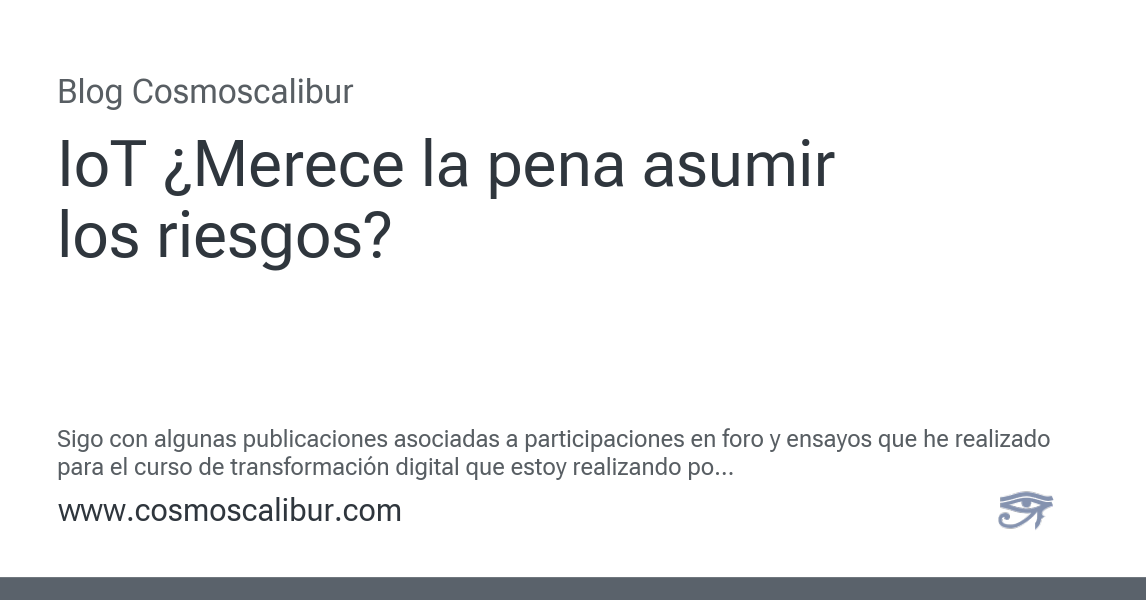 Blog Cosmoscalibur
IoT ¿Merece la pena asumir
los riesgos?
Sigo con algunas publicaciones asociadas a participaciones en foro y ensayos que he realizado
para el curso de transformación digital que estoy realizando po...
www.cosmoscalibur.com